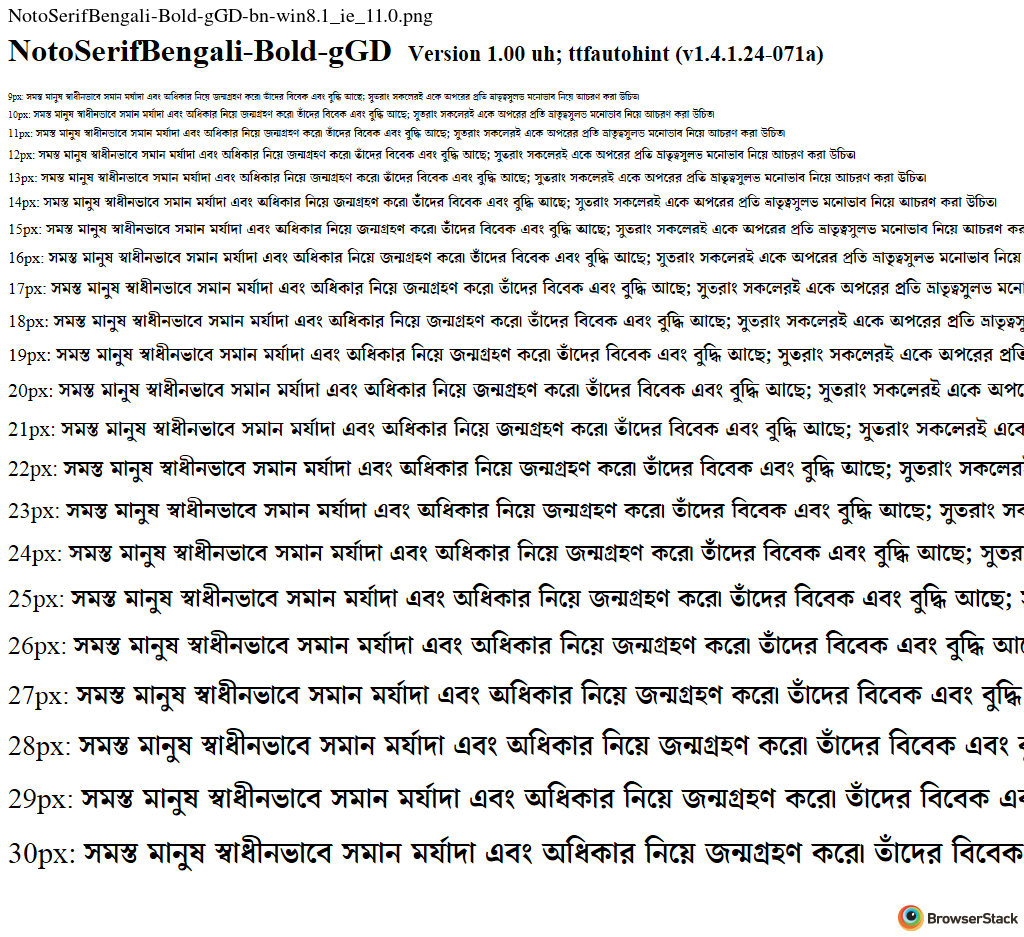 NotoSerifBengali-Bold-gGD-bn-win8.1_ie_11.0.png
NotoSerifBengali-Bold-gGD Version 1.00 uh; ttfautohint (v1.4.1.24-071a)
9px: সমস্ত মানুষ স্বাধীনভাবে সমান মর্যাদা এবং অধিকার নিয়ে জন্মগ্রহণ করে। তাঁদের বিবেক এবং বুদ্ধি আছে; সুতরাং সকলেরই একে অপরের প্রতি ভ্রাতৃত্বসুলভ মনোভাব নিয়ে আচরণ করা উচিত।
10px: সমস্ত মানুষ স্বাধীনভাবে সমান মর্যাদা এবং অধিকার নিয়ে জন্মগ্রহণ করে। তাঁদের বিবেক এবং বুদ্ধি আছে; সুতরাং সকলেরই একে অপরের প্রতি ভ্রাতৃত্বসুলভ মনোভাব নিয়ে আচরণ করা উচিত।
11px: সমস্ত মানুষ স্বাধীনভাবে সমান মর্যাদা এবং অধিকার নিয়ে জন্মগ্রহণ করে। তাঁদের বিবেক এবং বুদ্ধি আছে; সুতরাং সকলেরই একে অপরের প্রতি ভ্রাতৃত্বসুলভ মনোভাব নিয়ে আচরণ করা উচিত।
12px: সমস্ত মানুষ স্বাধীনভাবে সমান মর্যাদা এবং অধিকার নিয়ে জন্মগ্রহণ করে। তাঁদের বিবেক এবং বুদ্ধি আছে; সুতরাং সকলেরই একে অপরের প্রতি ভ্রাতৃত্বসুলভ মনোভাব নিয়ে আচরণ করা উচিত।
13px: সমস্ত মানুষ স্বাধীনভাবে সমান মর্যাদা এবং অধিকার নিয়ে জন্মগ্রহণ করে। তাঁদের বিবেক এবং বুদ্ধি আছে; সুতরাং সকলেরই একে অপরের প্রতি ভ্রাতৃত্বসুলভ মনোভাব নিয়ে আচরণ করা উচিত।
14px: সমস্ত মানুষ স্বাধীনভাবে সমান মর্যাদা এবং অধিকার নিয়ে জন্মগ্রহণ করে। তাঁদের বিবেক এবং বুদ্ধি আছে; সুতরাং সকলেরই একে অপরের প্রতি ভ্রাতৃত্বসুলভ মনোভাব নিয়ে আচরণ করা উচিত।
15px: সমস্ত মানুষ স্বাধীনভাবে সমান মর্যাদা এবং অধিকার নিয়ে জন্মগ্রহণ করে। তাঁদের বিবেক এবং বুদ্ধি আছে; সুতরাং সকলেরই একে অপরের প্রতি ভ্রাতৃত্বসুলভ মনোভাব নিয়ে আচরণ
16px: সমস্ত মানুষ স্বাধীনভাবে সমান মর্যাদা এবং অধিকার নিয়ে জন্মগ্রহণ করে। তাঁদের বিবেক এবং বুদ্ধি আছে; সুতরাং সকলেরই একে অপরের প্রতি ভ্রাতৃত্বসুলভ মনোভাব নিয়ে
17px: সমস্ত মানুষ স্বাধীনভাবে সমান মর্যাদা এবং অধিকার নিয়ে জন্মগ্রহণ করে। তাঁদের বিবেক এবং বুদ্ধি আছে; সুতরাং সকলেরই একে অপরের প্রতি ভ্রাতৃত্বসুলভ
18px: সমস্ত মানুষ স্বাধীনভাবে সমান মর্যাদা এবং অধিকার নিয়ে জন্মগ্রহণ করে। তাঁদের বিবেক এবং বুদ্ধি আছে; সুতরাং সকলেরই একে অপরের প্রতি
19px: সমস্ত মানুষ স্বাধীনভাবে সমান মর্যাদা এবং অধিকার নিয়ে জন্মগ্রহণ করে। তাঁদের বিবেক এবং বুদ্ধি আছে; সুতরাং সকলেরই একে অপরের প্রতি
20px: সমস্ত মানুষ স্বাধীনভাবে সমান মর্যাদা এবং অধিকার নিয়ে জন্মগ্রহণ করে। তাঁদের বিবেক এবং বুদ্ধি আছে; সুতরাং সকলেরই একে
21px: সমস্ত মানুষ স্বাধীনভাবে সমান মর্যাদা এবং অধিকার নিয়ে জন্মগ্রহণ করে। তাঁদের বিবেক এবং বুদ্ধি আছে; সুতরাং সকলেরই একে
22px: সমস্ত মানুষ স্বাধীনভাবে সমান মর্যাদা এবং অধিকার নিয়ে জন্মগ্রহণ করে। তাঁদের বিবেক এবং বুদ্ধি আছে; সুতরাং
23px: সমস্ত মানুষ স্বাধীনভাবে সমান মর্যাদা এবং অধিকার নিয়ে জন্মগ্রহণ করে। তাঁদের বিবেক এবং বুদ্ধি আছে; সুতরাং
24px: সমস্ত মানুষ স্বাধীনভাবে সমান মর্যাদা এবং অধিকার নিয়ে জন্মগ্রহণ করে। তাঁদের বিবেক এবং বুদ্ধি আছে;
25px: সমস্ত মানুষ স্বাধীনভাবে সমান মর্যাদা এবং অধিকার নিয়ে জন্মগ্রহণ করে। তাঁদের বিবেক এবং বুদ্ধি আছে;
26px: সমস্ত মানুষ স্বাধীনভাবে সমান মর্যাদা এবং অধিকার নিয়ে জন্মগ্রহণ করে। তাঁদের বিবেক এবং বুদ্ধি
27px: সমস্ত মানুষ স্বাধীনভাবে সমান মর্যাদা এবং অধিকার নিয়ে জন্মগ্রহণ করে। তাঁদের বিবেক এবং বুদ্ধি
28px: সমস্ত মানুষ স্বাধীনভাবে সমান মর্যাদা এবং অধিকার নিয়ে জন্মগ্রহণ করে। তাঁদের বিবেক এবং
29px: সমস্ত মানুষ স্বাধীনভাবে সমান মর্যাদা এবং অধিকার নিয়ে জন্মগ্রহণ করে। তাঁদের বিবেক
30px: সমস্ত মানুষ স্বাধীনভাবে সমান মর্যাদা এবং অধিকার নিয়ে জন্মগ্রহণ করে। তাঁদের বিবেক
BrowserStack